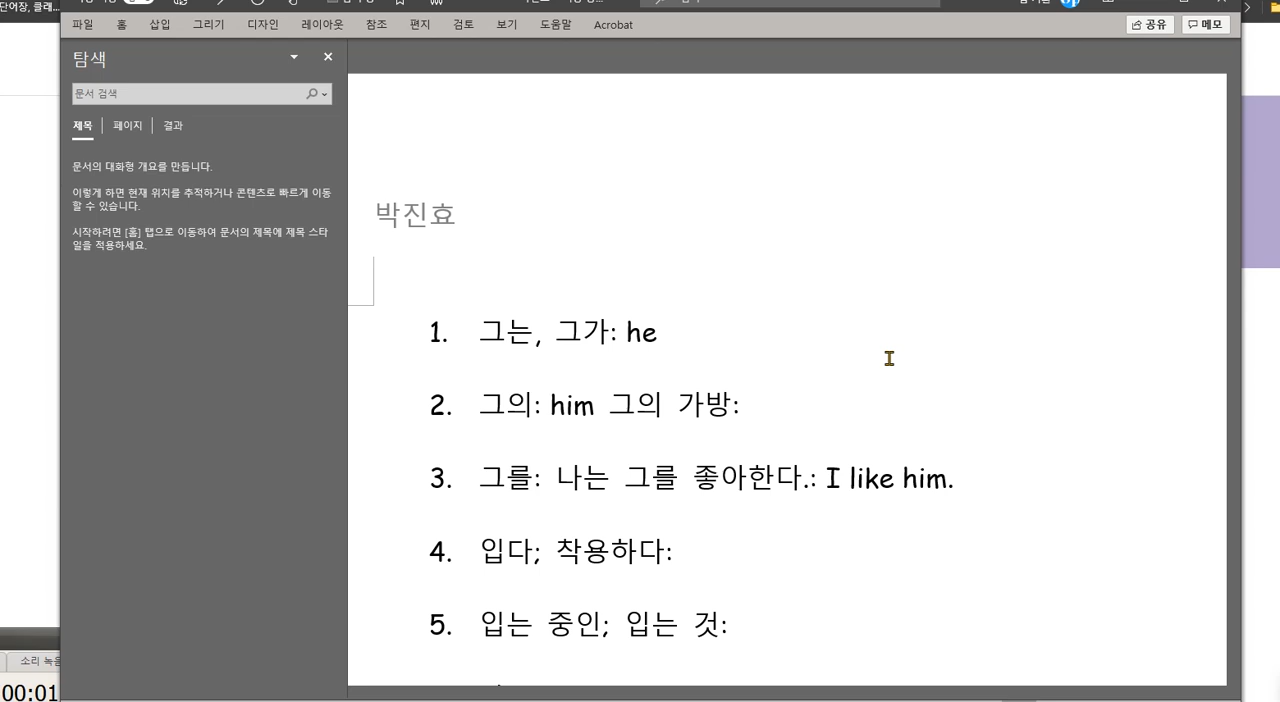 단어장, 클래...
파일 홈 삽입 그리기 디자인 레이아웃 참조 편지 검토 보기 도움말 Acrobat 공유 메모
탐색
문서 검색
제목 페이지 결과
문서의 대화형 개요를 만듭니다.
이렇게 하면 현재 위치를 추적하거나 콘텐츠로 빠르게 이동
할 수 있습니다.
시작하려면 [홈] 탭으로 이동하여 문서의 제목에 제목 스타
일을 적용하세요.
박진효
1. 그는, 그가: he
2. 그의: him 그의 가방:
3. 그를: 나는 그를 좋아한다.: I like him.
4. 입다; 착용하다:
5. 입는 중인; 입는 것:
소리 녹음
00:01